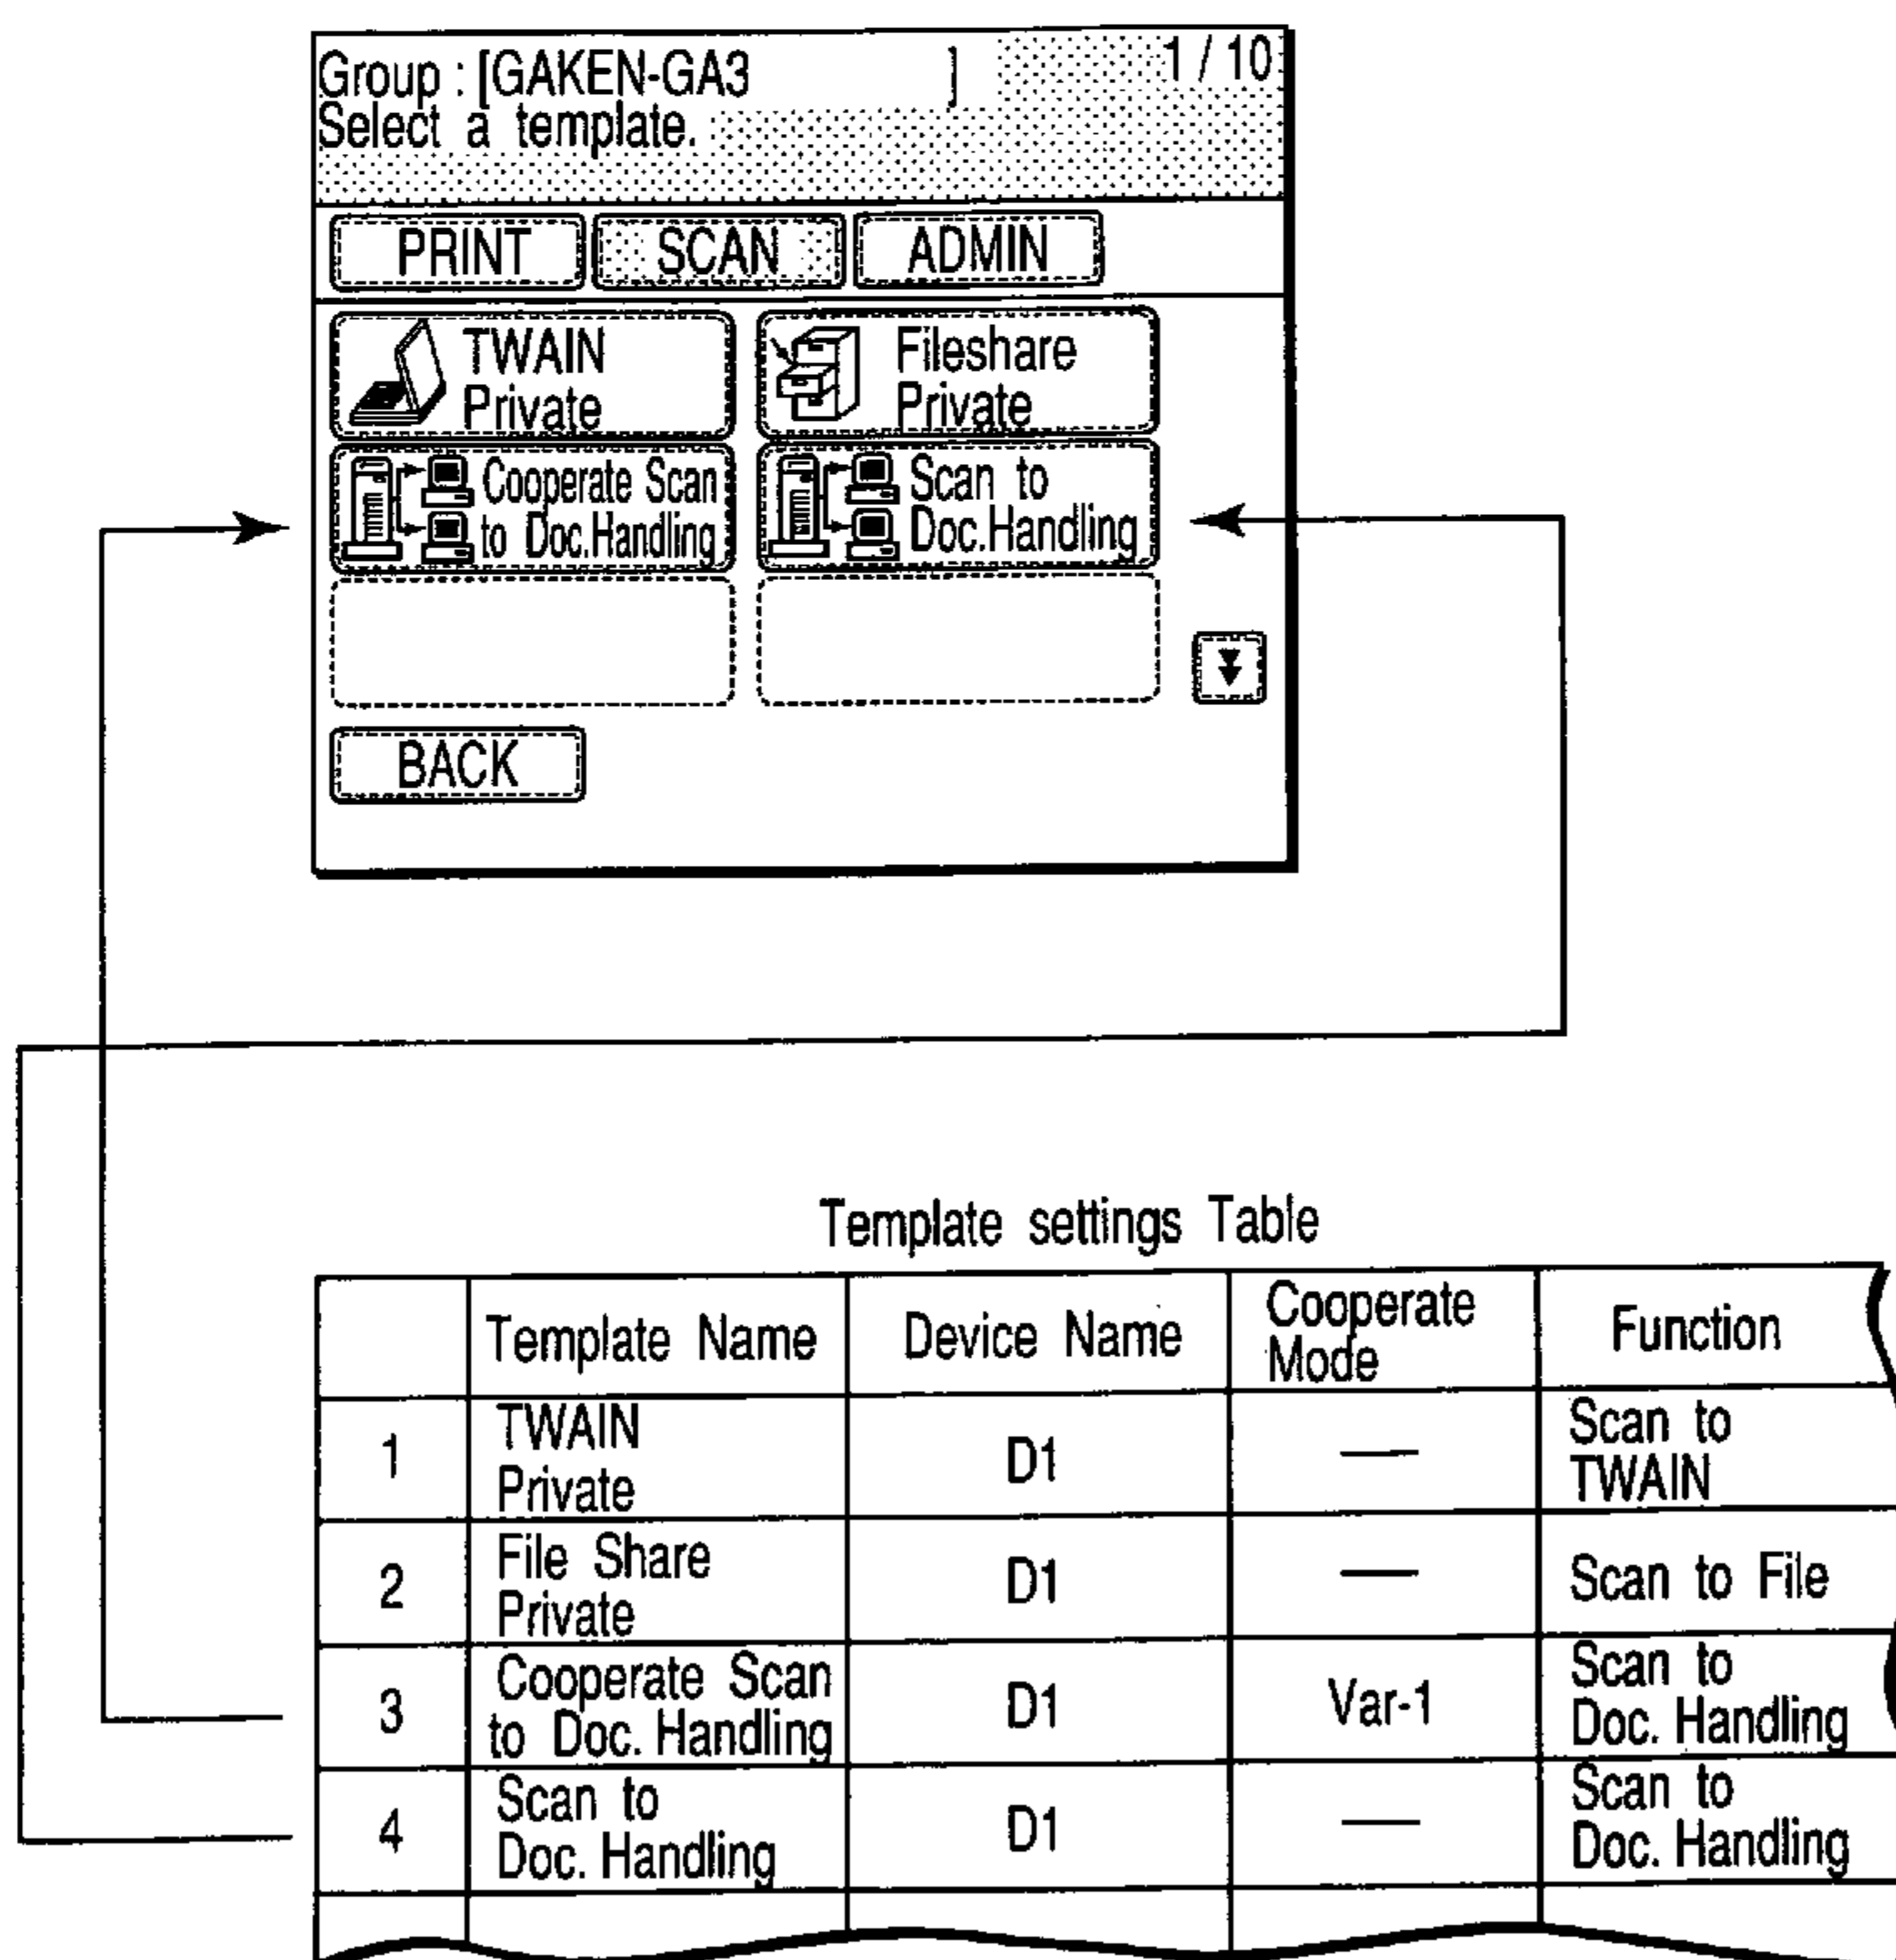 Group : [GAKEN-GA3 ] 1 / 10
Select a template.
PRINT SCAN ADMIN
TWAIN
Private
Fileshare
Private
Cooperate Scan
to Doc.Handling
Scan to
Doc.Handling
BACK
Template settings Table
Template Name
Device Name
Cooperate
Mode
Function
1
TWAIN
Private
D1
—
Scan to
TWAIN
2
File Share
Private
D1
—
Scan to File
3
Cooperate Scan
to Doc. Handling
D1
Var-1
Scan to
Doc. Handling
4
Scan to
Doc. Handling
D1
—
Scan to
Doc. Handling